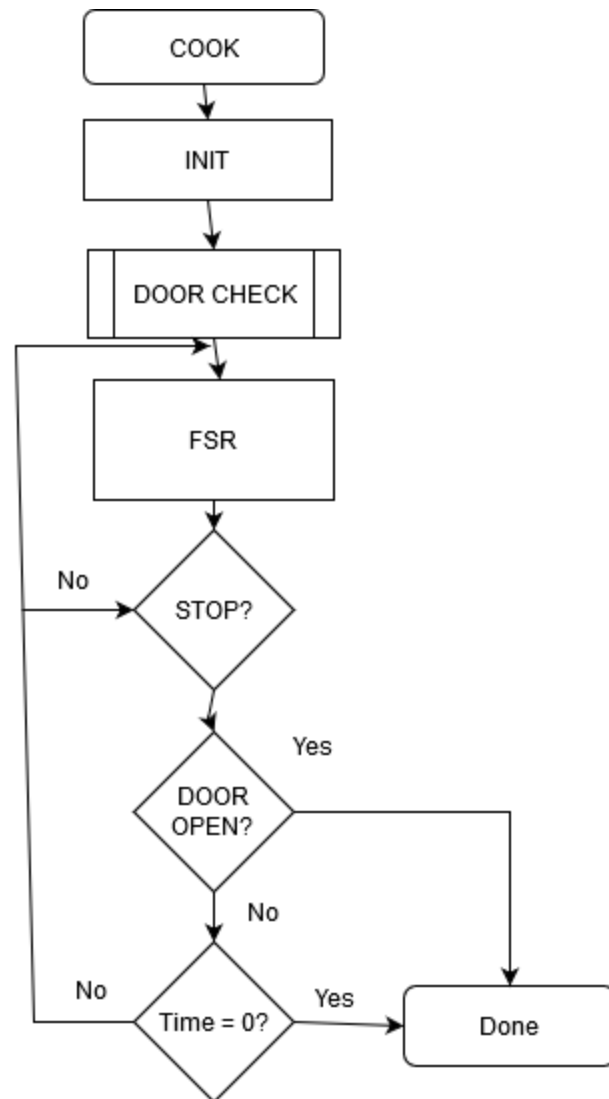 COOK
INIT
DOOR CHECK
FSR
No
STOP?
Yes
DOOR
OPEN?
No
No
Time = 0?
Yes
Done